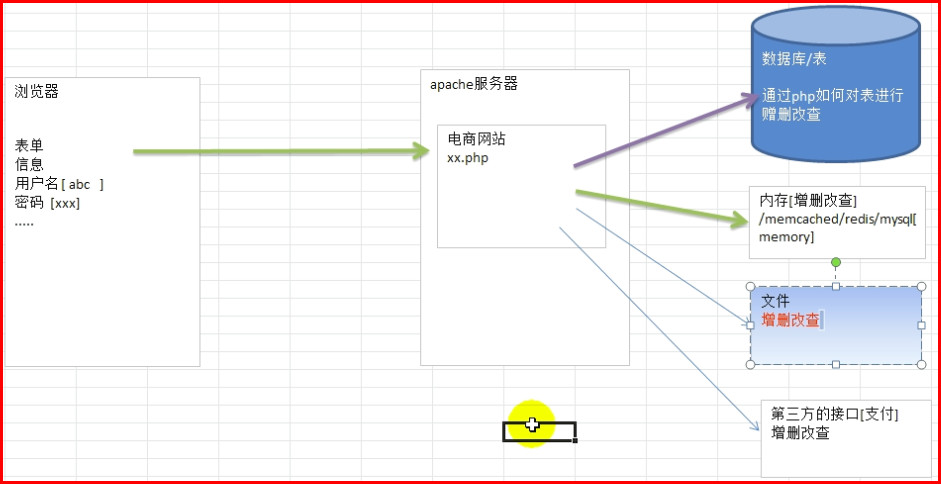 浏览器
表单
信息
用户名[ abc ]
密码 [xxx]
.....
apache服务器
电商网站
xx.php
数据库/表
通过php如何对表进行
赠删改查
内存[增删改查]
/memcached/redis/mysql[
memory]
文件
增删改查
第三方的接口[支付]
增删改查